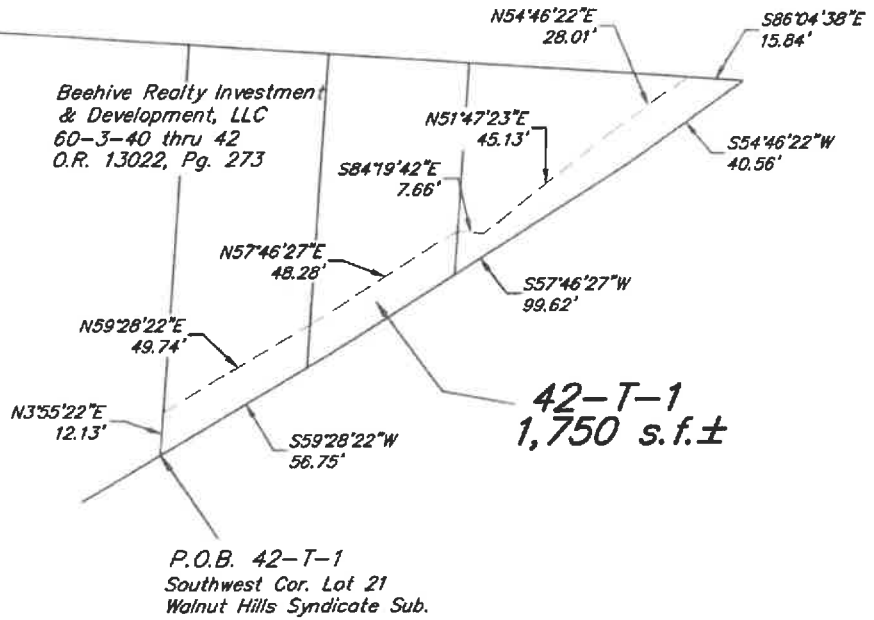 N54°46'22"E
28.01'
S86°04'38"E
15.84'
Beehive Realty Investment
& Development, LLC
60-3-40 thru 42
O.R. 13022, Pg. 273
N51°47'23"E
45.13'
S84°19'42"E
7.66'
S54°46'22"W
40.56'
N57°46'27"E
48.28'
S57°46'27"W
99.62'
N59°28'22"E
49.74'
42-T-1
1,750 s.f.±
N3°55'22"E
12.13'
S59°28'22"W
56.75'
P.O.B. 42-T-1
Southwest Cor. Lot 21
Walnut Hills Syndicate Sub.